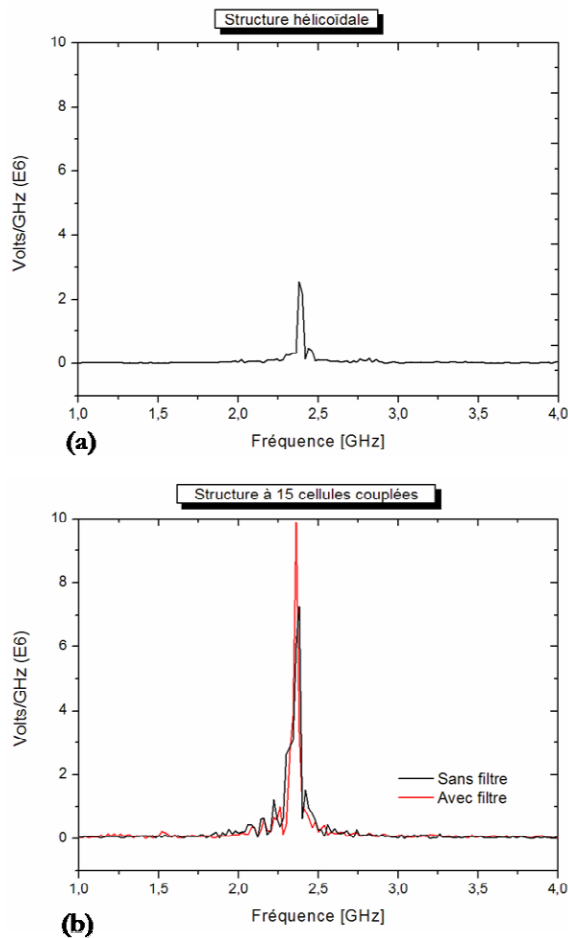 Structure hélicoïdale
10
8
6
4
2
0
Volts/GHz (E6)
1,0 1,5 2,0 2,5 3,0 3,5 4,0
Fréquence [GHz]
(a)
Structure à 15 cellules couplées
10
8
6
4
2
0
Volts/GHz (E6)
Sans filtre
Avec filtre
1,0 1,5 2,0 2,5 3,0 3,5 4,0
Fréquence [GHz]
(b)